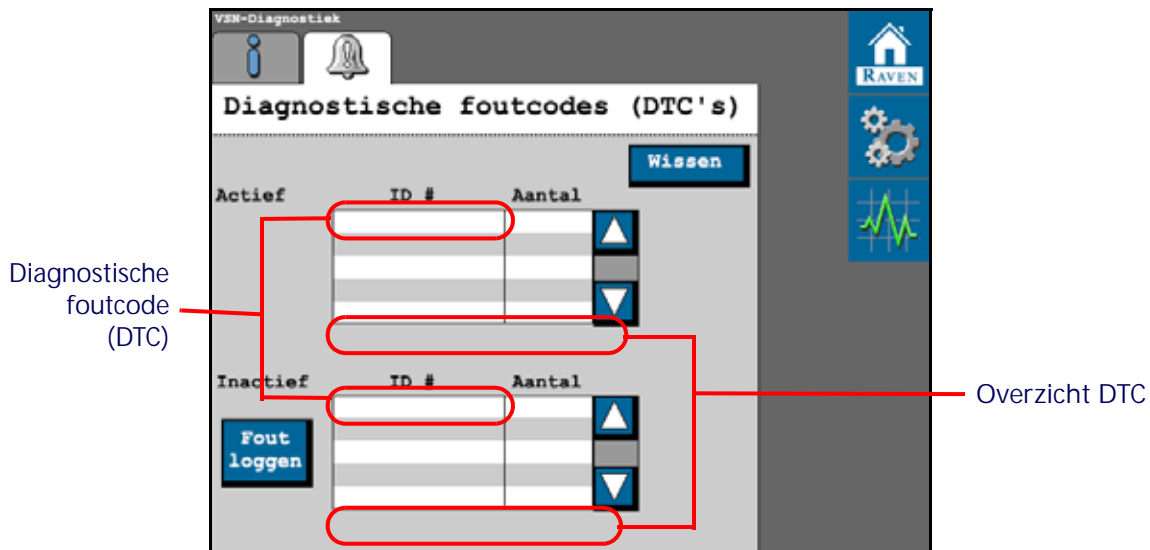 VSN-Diagnostiek
RAVEN
Diagnostische foutcodes (DTC's)
Wissen
Actief ID # Aantal
Diagnostische
foutcode
(DTC)
Inactief ID # Aantal
Overzicht DTC
Fout
loggen